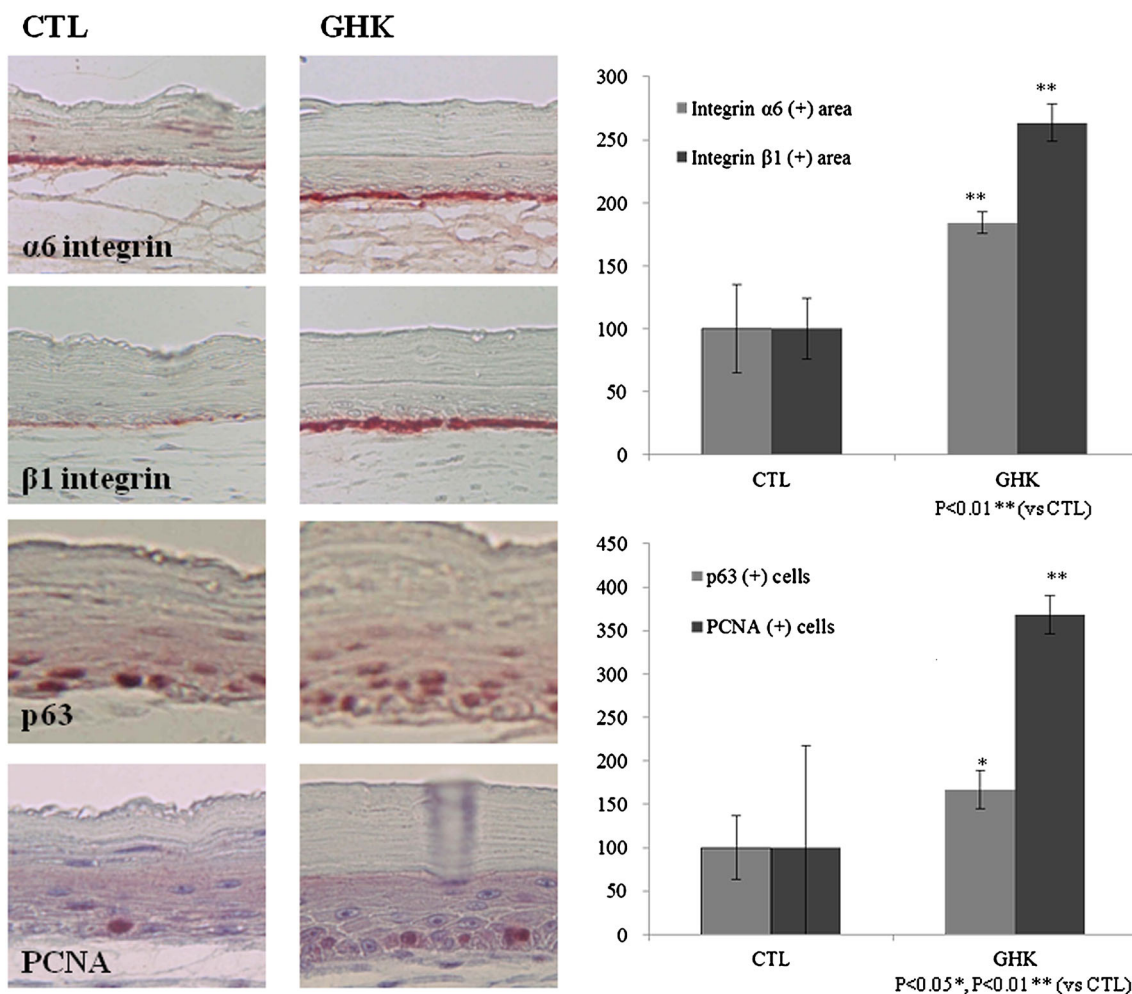 CTL GHK
α6 integrin
β1 integrin
p63
PCNA
300
250
200
150
100
50
0
Integrin α6 (+) area
Integrin β1 (+) area
**
**
CTL GHK
P<0.01** (vs CTL)
450
400
350
300
250
200
150
100
50
0
p63 (+) cells
PCNA (+) cells
**
*
CTL GHK
P<0.05*, P<0.01** (vs CTL)